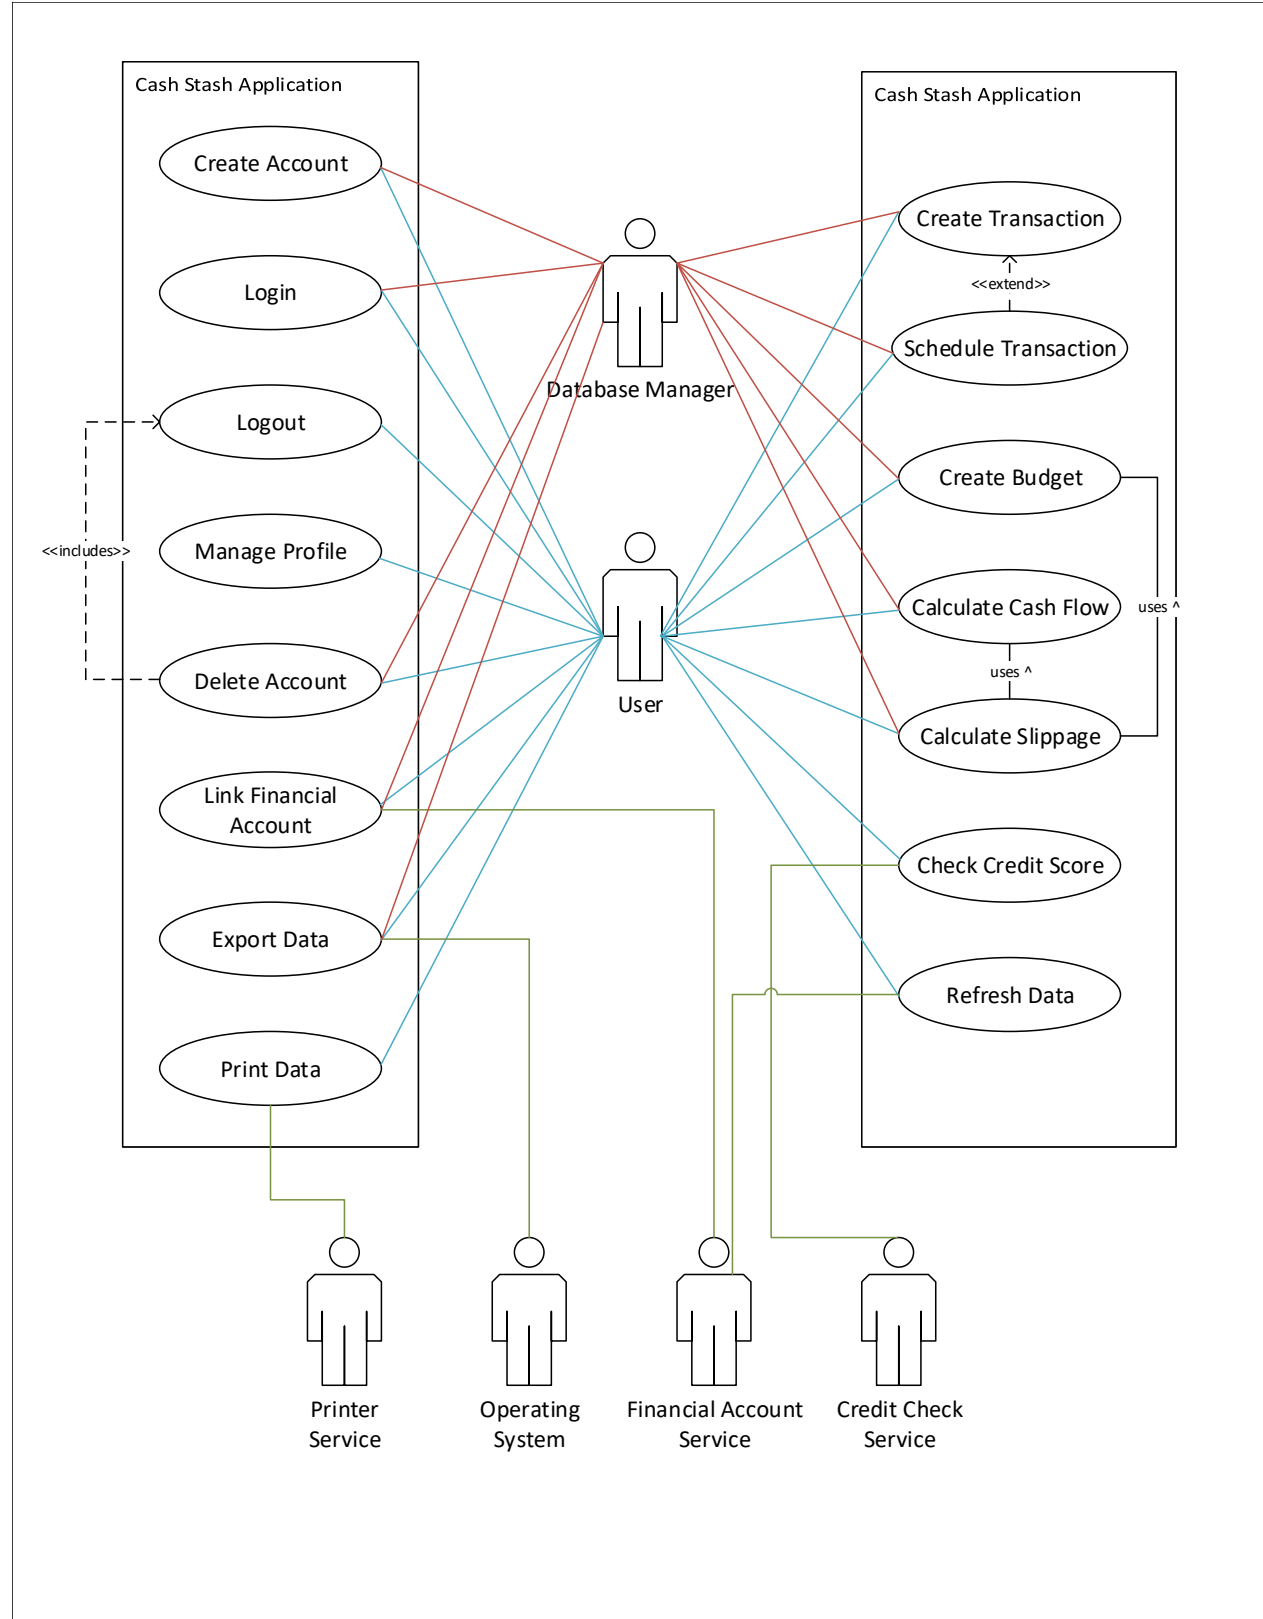 Cash Stash Application
Create Account
Login
Logout
<<includes>>
Manage Profile
Delete Account
Link Financial
Account
Export Data
Print Data
Database Manager
User
Cash Stash Application
Create Transaction
<<extend>>
Schedule Transaction
Create Budget
Calculate Cash Flow
uses ^
uses ^
Calculate Slippage
Check Credit Score
Refresh Data
Printer
Service
Operating
System
Financial Account
Service
Credit Check
Service